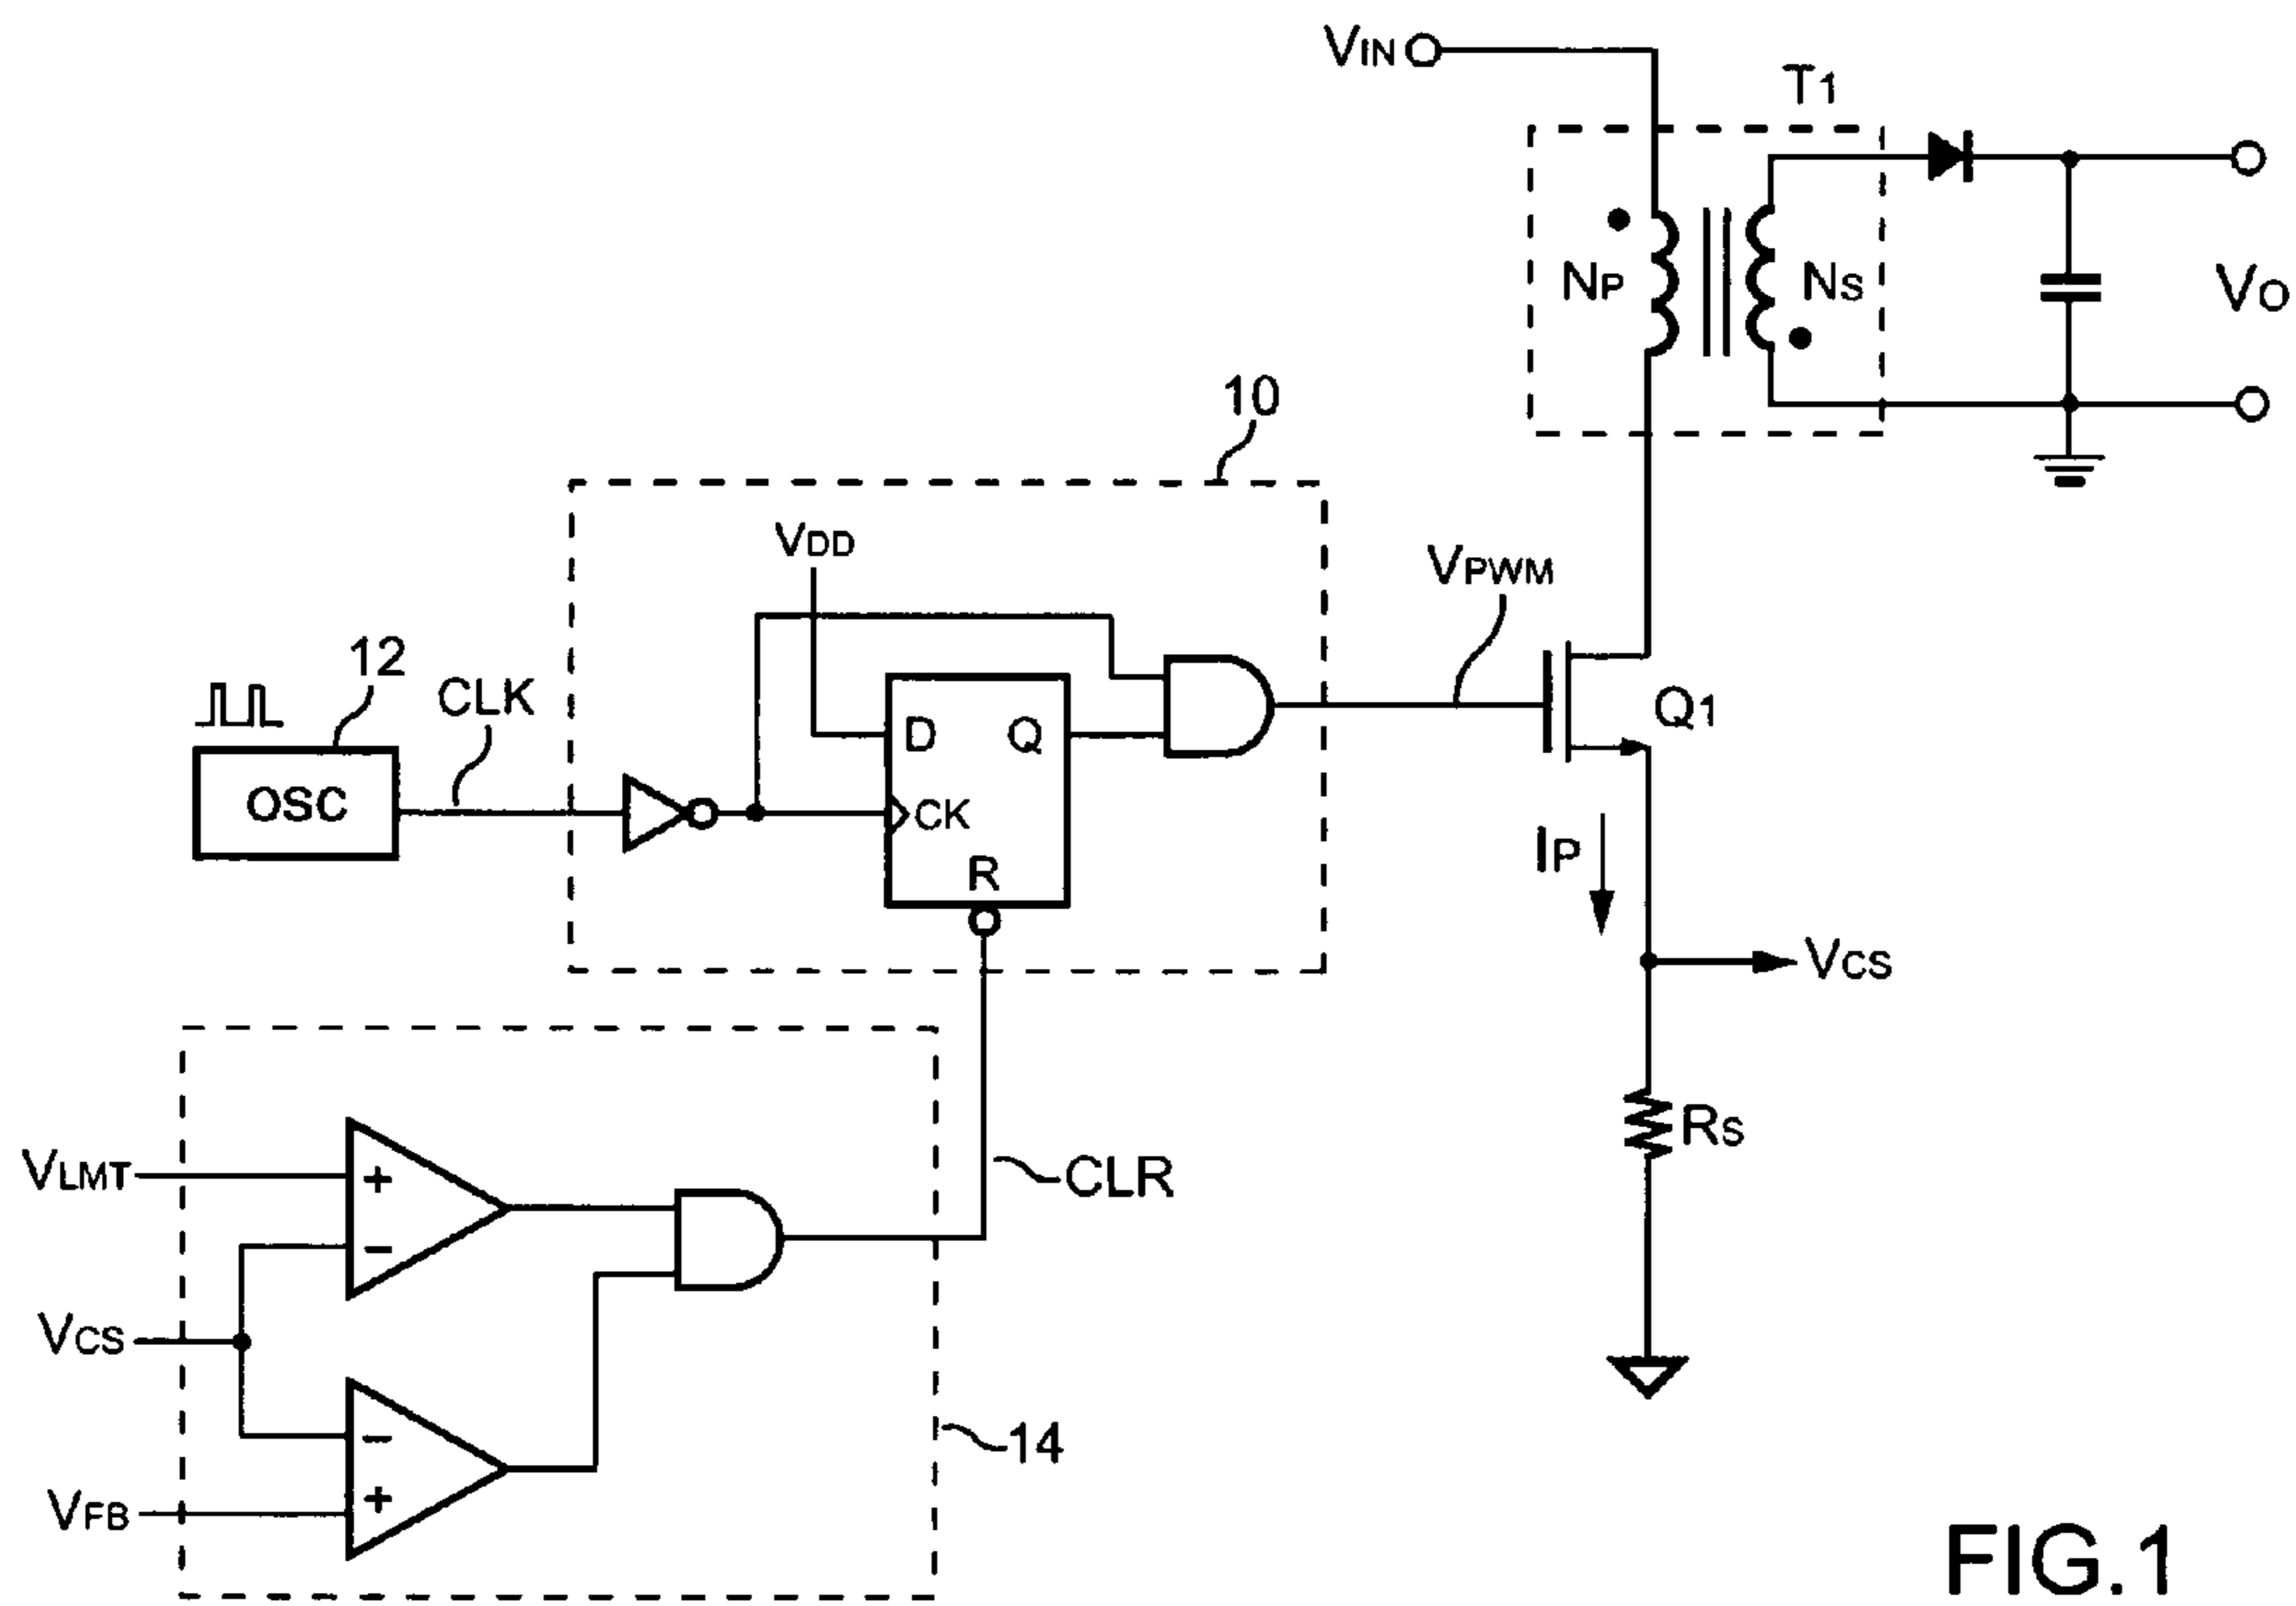 VIN
T1
NP
NS
VO
10
VDD
VPWM
12
CLK
OSC
D
Q
CK
R
Q1
IP
VCS
RS
VLMT
+
−
CLR
VCS
−
+
14
VFB
FIG.1